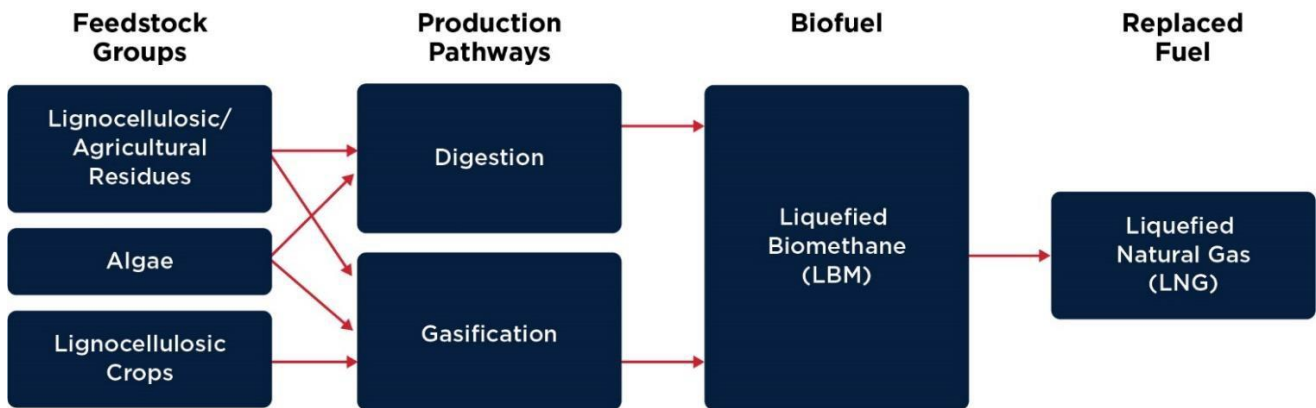 Feedstock
Groups
Production
Pathways
Biofuel
Replaced
Fuel
Lignocellulosic/
Agricultural
Residues
Algae
Lignocellulosic
Crops
Digestion
Gasification
Liquefied
Biomethane
(LBM)
Liquefied
Natural Gas
(LNG)